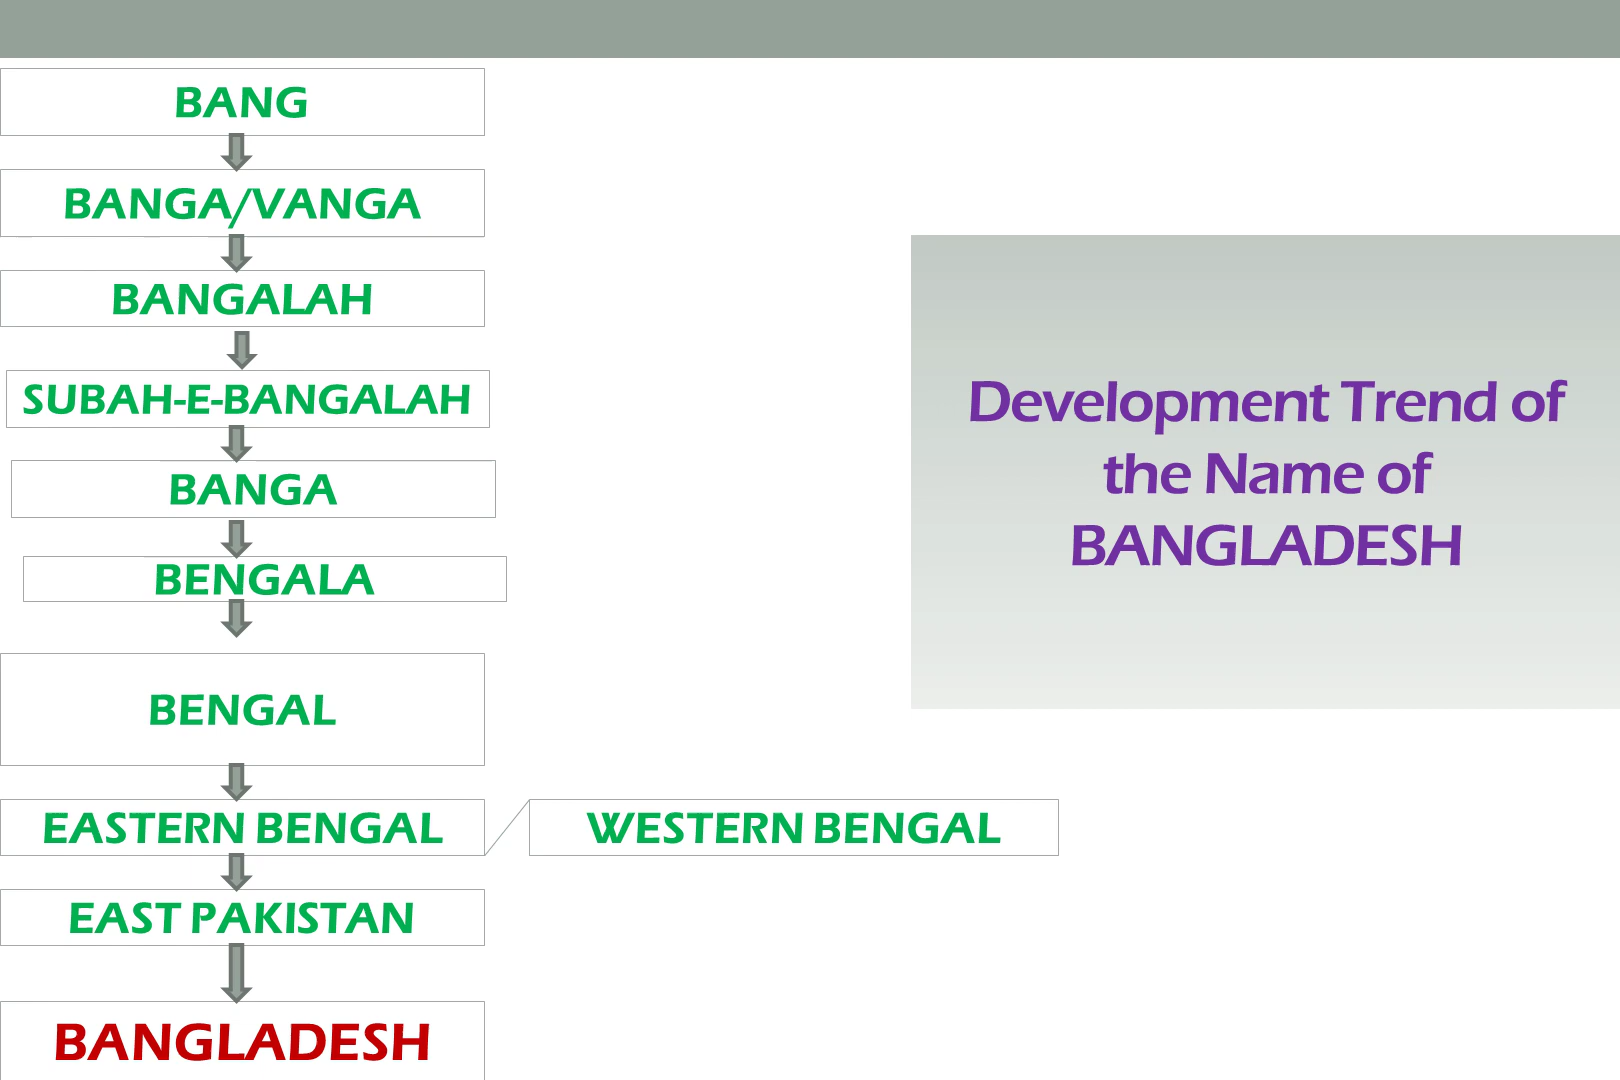 BANG
BANGA/VANGA
BANGALAH
SUBAH-E-BANGALAH
BANGA
BENGALA
BENGAL
EASTERN BENGAL
WESTERN BENGAL
EAST PAKISTAN
BANGLADESH
Development Trend of
the Name of
BANGLADESH